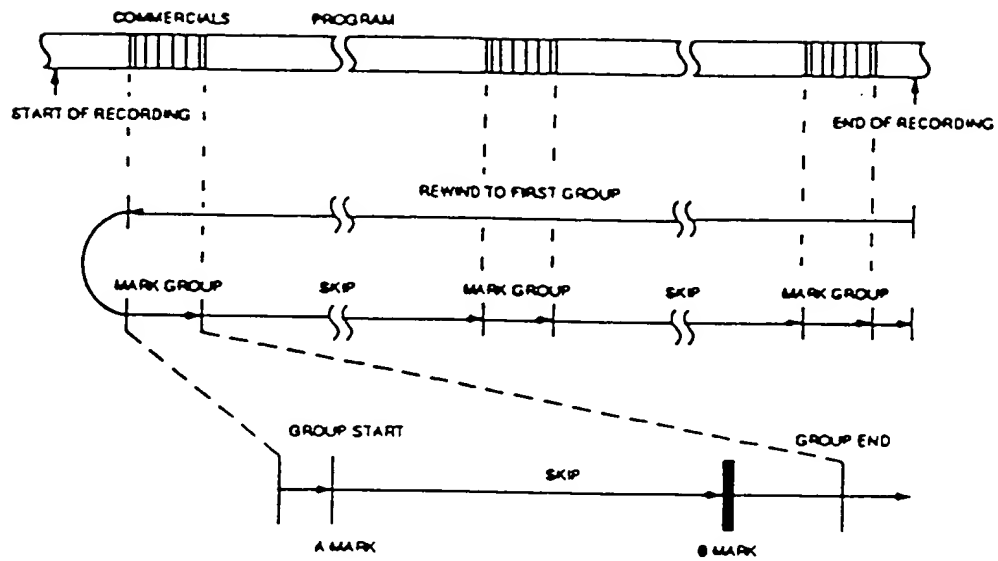 COMMERCIALS PROGRAM
START OF RECORDING
END OF RECORDING
REWIND TO FIRST GROUP
MARK GROUP SKIP MARK GROUP SKIP MARK GROUP
GROUP START
GROUP END
SKIP
A MARK
B MARK